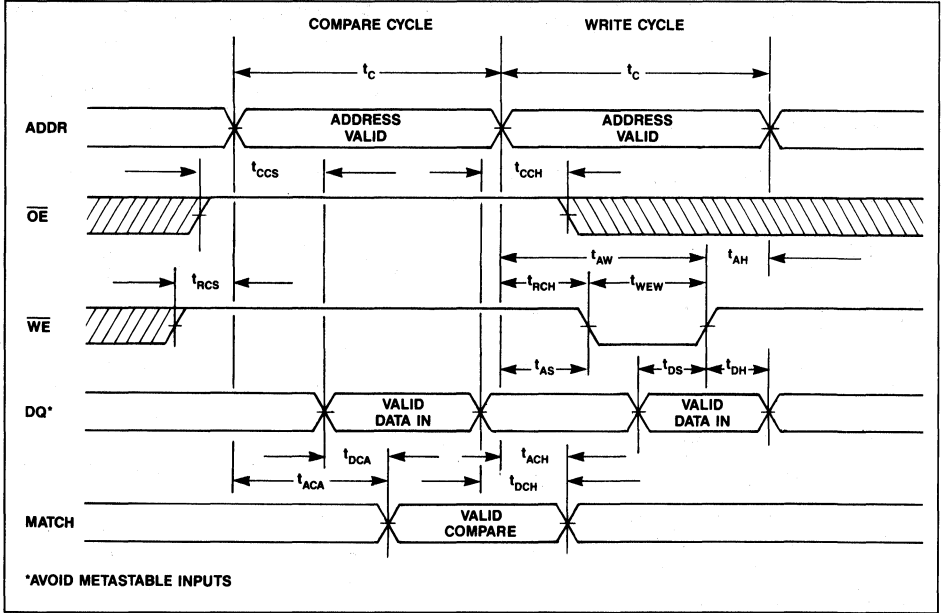 COMPARE CYCLE WRITE CYCLE
tC tC
ADDR ADDRESS VALID ADDRESS VALID
tCCS tCCH
OE
tAW tAH
tRCS tRCH tWEW
WE
tAS tDS tDH
DQ* VALID DATA IN VALID DATA IN
tDCA tACH
tACA tDCH
MATCH VALID COMPARE
*AVOID METASTABLE INPUTS